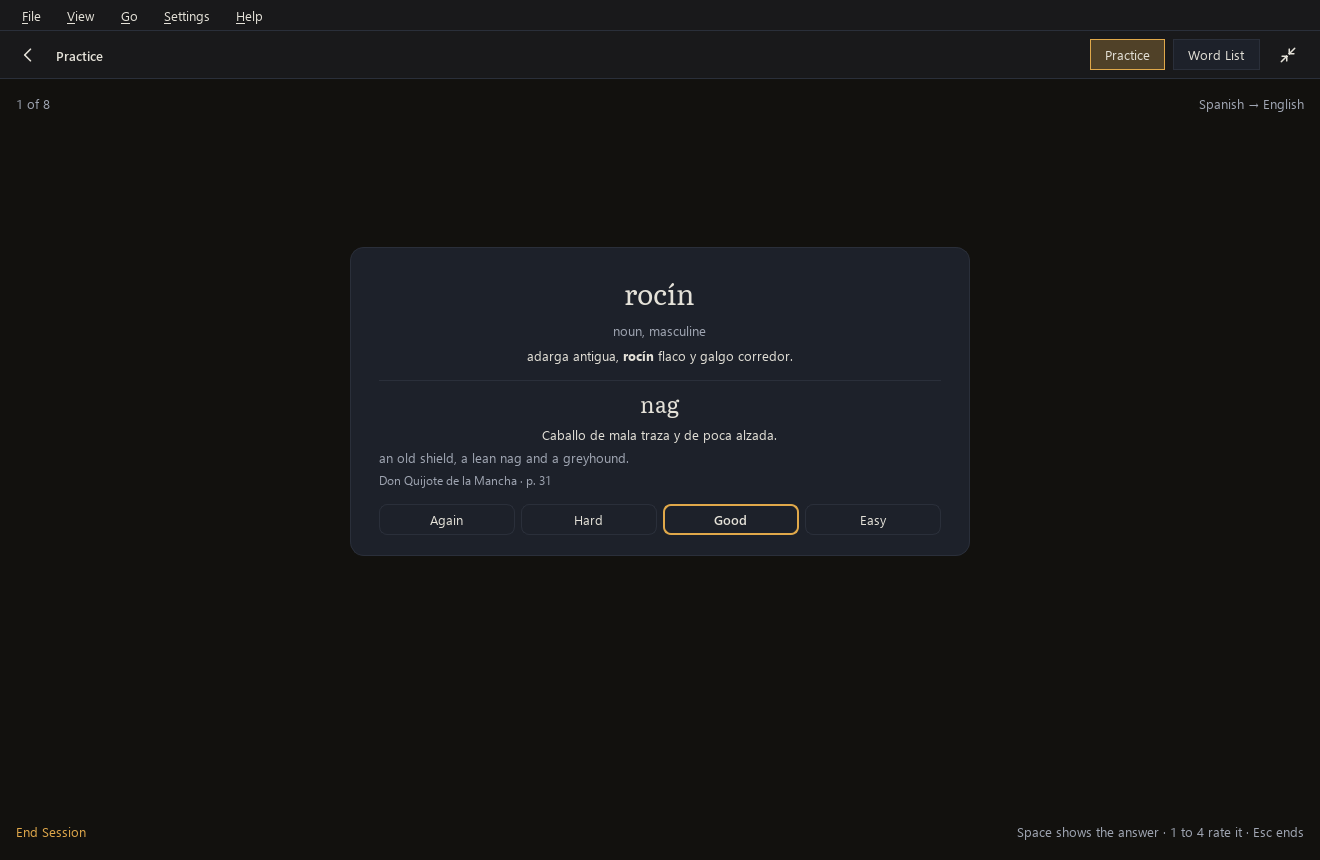 File View Go Settings Help
Practice Practice Word List
1 of 8 Spanish → English
rocín
noun, masculine
adarga antigua, rocín flaco y galgo corredor.
nag
Caballo de mala traza y de poca alzada.
an old shield, a lean nag and a greyhound.
Don Quijote de la Mancha · p. 31
Again Hard Good Easy
End Session Space shows the answer · 1 to 4 rate it · Esc ends